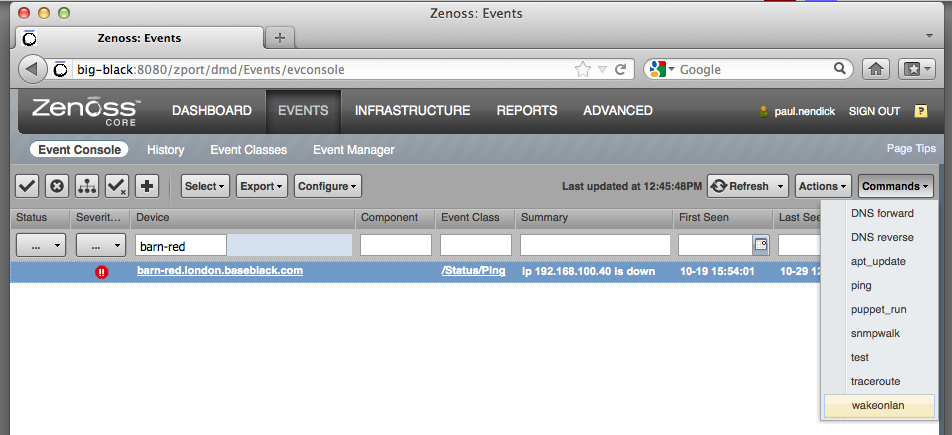 Zenoss: Events
Zenoss: Events
big-black:8080/zport/dmd/Events/evconsole
Google
Zenoss™
CORE
DASHBOARD EVENTS INFRASTRUCTURE REPORTS ADVANCED
paul.nendick SIGN OUT ?
Event Console History Event Classes Event Manager
Page Tips
Select Export Configure
Last updated at 12:45:48PM Refresh Actions Commands
Status Severit... Device Component Event Class Summary First Seen Last See
... ... barn-red
barn-red.london.baseblack.com /Status/Ping ip 192.168.100.40 is down 10-19 15:54:01 10-29 12
DNS forward
DNS reverse
apt_update
ping
puppet_run
snmpwalk
test
traceroute
wakeonlan